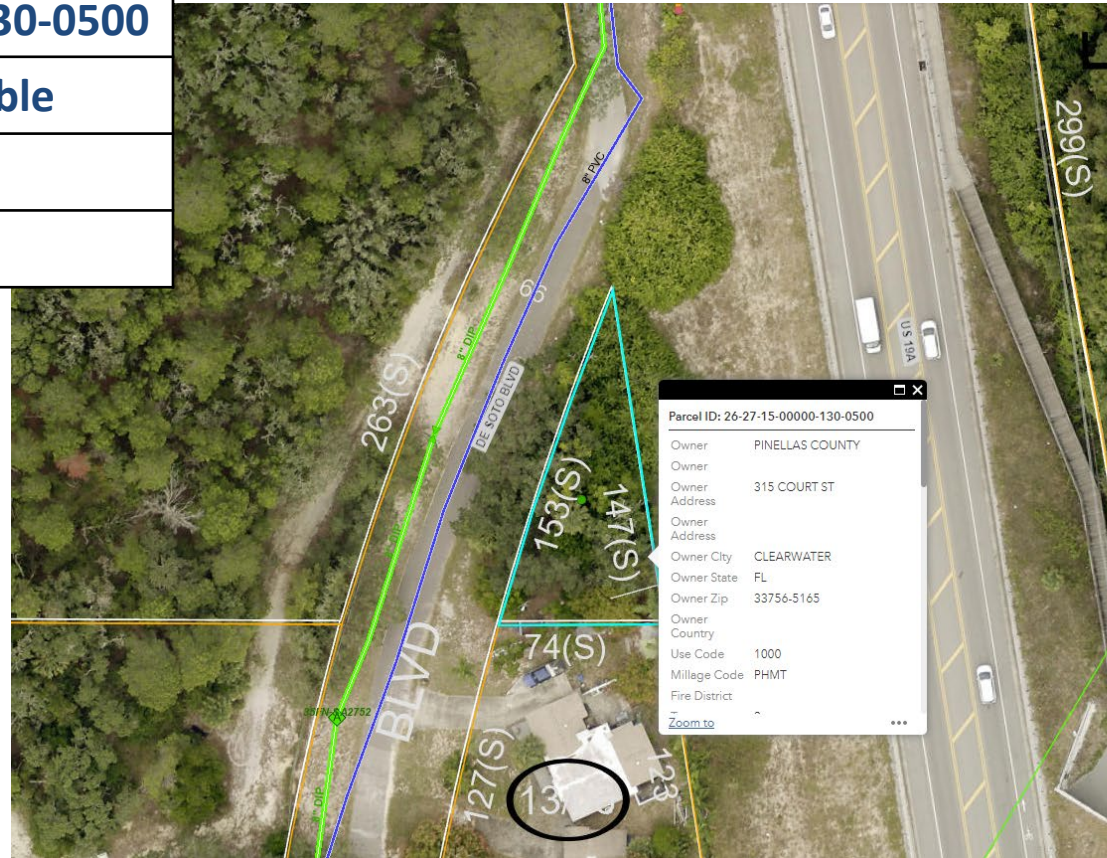 30-0500
ble
299(S)
8" PVC
66
8" DIP
US 19A
263(S)
DE SOTO BLVD
Parcel ID: 26-27-15-00000-130-0500
Owner PINELLAS COUNTY
Owner
Owner Address 315 COURT ST
Owner Address
Owner City CLEARWATER
Owner State FL
Owner Zip 33756-5165
Owner Country
Use Code 1000
Millage Code PHMT
Fire District
Zoom to
153(S)
147(S)
74(S)
BLVD
127(S)
123
8" DIP